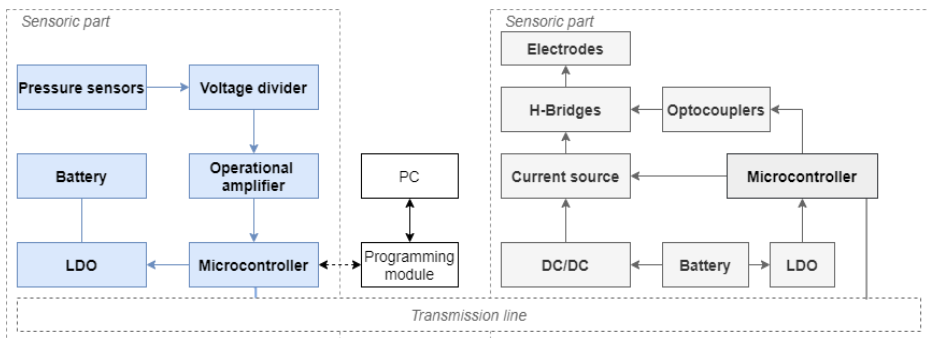 Sensoric part
Pressure sensors
Voltage divider
Battery
Operational
amplifier
LDO
Microcontroller
PC
Programming
module
Sensoric part
Electrodes
H-Bridges
Optocouplers
Current source
Microcontroller
DC/DC
Battery
LDO
Transmission line